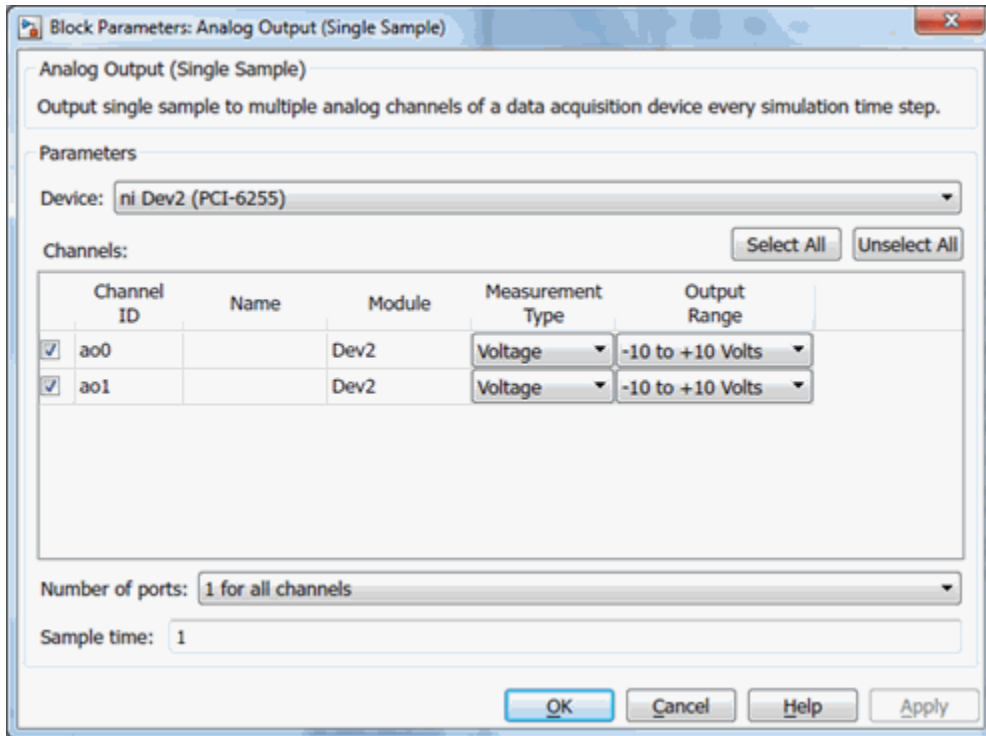 Block Parameters: Analog Output (Single Sample)
Analog Output (Single Sample)
Output single sample to multiple analog channels of a data acquisition device every simulation time step.
Parameters
Device: ni Dev2 (PCI-6255)
Channels: Select All Unselect All
Channel ID Name Module Measurement Type Output Range
ao0 Dev2 Voltage -10 to +10 Volts
ao1 Dev2 Voltage -10 to +10 Volts
Number of ports: 1 for all channels
Sample time: 1
OK Cancel Help Apply